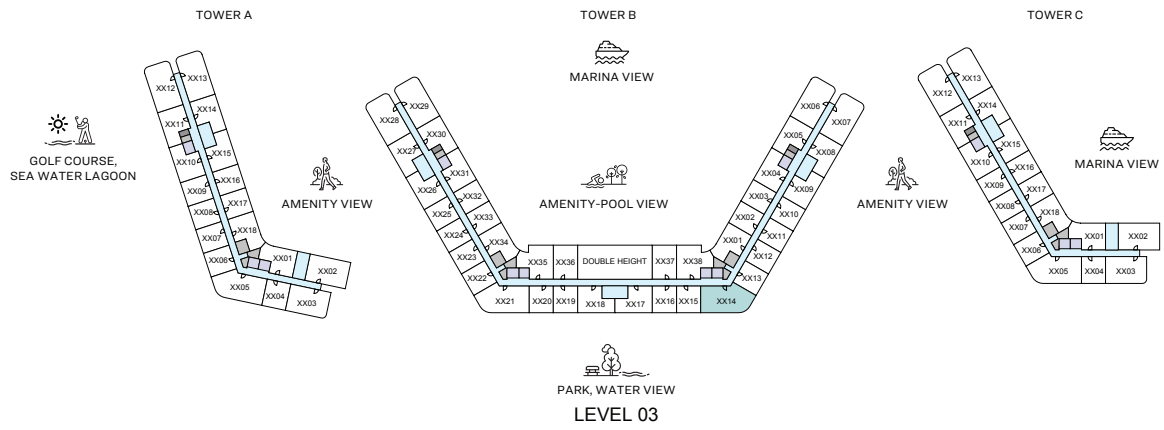 TOWER A
TOWER B
TOWER C
MARINA VIEW
GOLF COURSE,
SEA WATER LAGOON
AMENITY VIEW
AMENITY-POOL VIEW
AMENITY VIEW
MARINA VIEW
PARK, WATER VIEW
LEVEL 03
XX13
XX12
XX14
XX11
XX15
XX10
XX16
XX09
XX17
XX08
XX18
XX07
XX06
XX01
XX02
XX05
XX04
XX03
XX29
XX28
XX30
XX27
XX31
XX26
XX32
XX25
XX33
XX24
XX34
XX23
XX22
XX21
XX35
XX36
DOUBLE HEIGHT
XX37
XX38
XX20
XX19
XX18
XX17
XX16
XX15
XX14
XX06
XX07
XX05
XX08
XX04
XX09
XX03
XX10
XX02
XX11
XX01
XX12
XX13
XX13
XX12
XX14
XX11
XX15
XX10
XX16
XX09
XX17
XX08
XX18
XX07
XX06
XX01
XX02
XX05
XX04
XX03